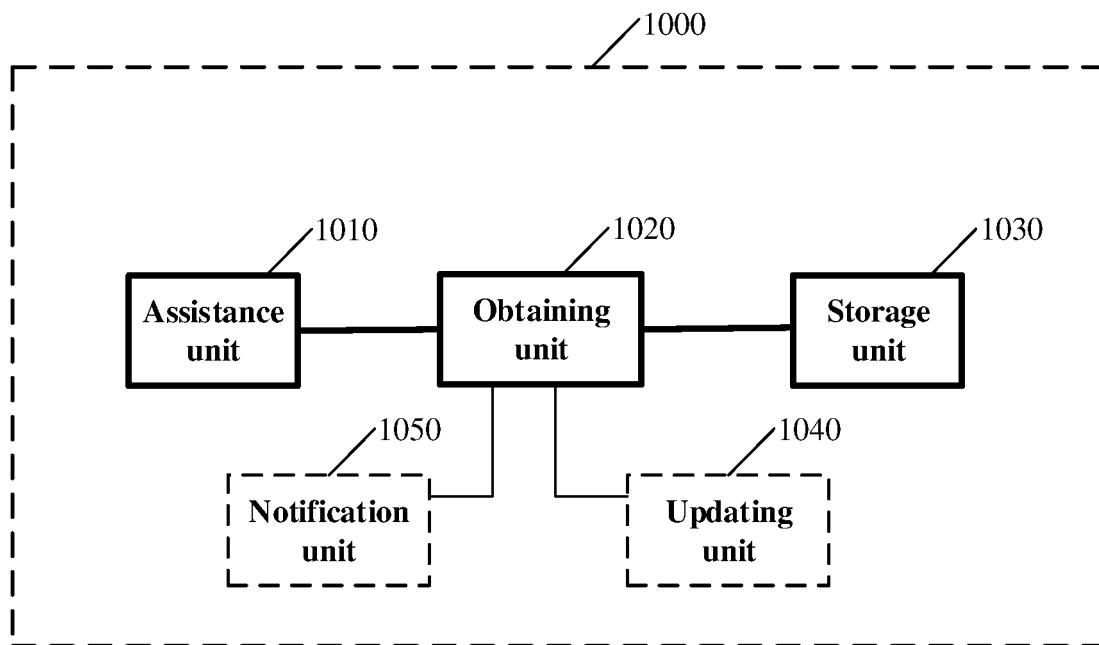 1000
1010
1020
1030
Assistance
unit
Obtaining
unit
Storage
unit
1050
1040
Notification
unit
Updating
unit